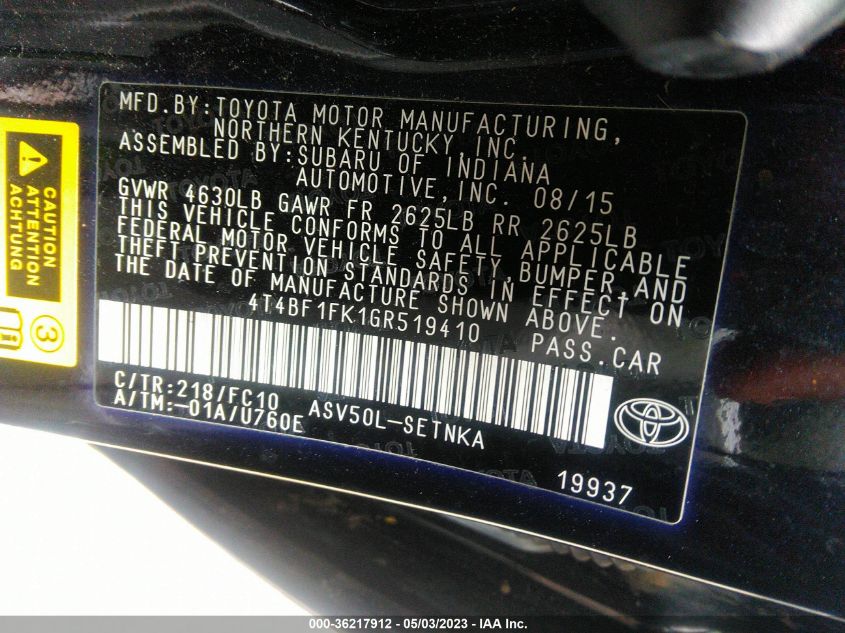 MFD.BY:TOYOTA MOTOR MANUFACTURING,
NORTHERN KENTUCKY INC.
ASSEMBLED BY:SUBARU OF INDIANA
AUTOMOTIVE,INC. 08/15
GVWR 4630LB GAWR FR 2625LB RR 2625LB
THIS VEHICLE CONFORMS TO ALL APPLICABLE
FEDERAL MOTOR VEHICLE SAFETY,BUMPER,AND
THEFT PREVENTION STANDARDS IN EFFECT ON
THE DATE OF MANUFACTURE SHOWN ABOVE.
4T4BF1FK1GR519410
PASS.CAR
C/TR:218/FC10
A/TM:-01A/U760E
ASV50L-SETNKA
19937
CAUTION
ATTENTION
ACHTUNG
3
000-36217912 - 05/03/2023 - IAA Inc.